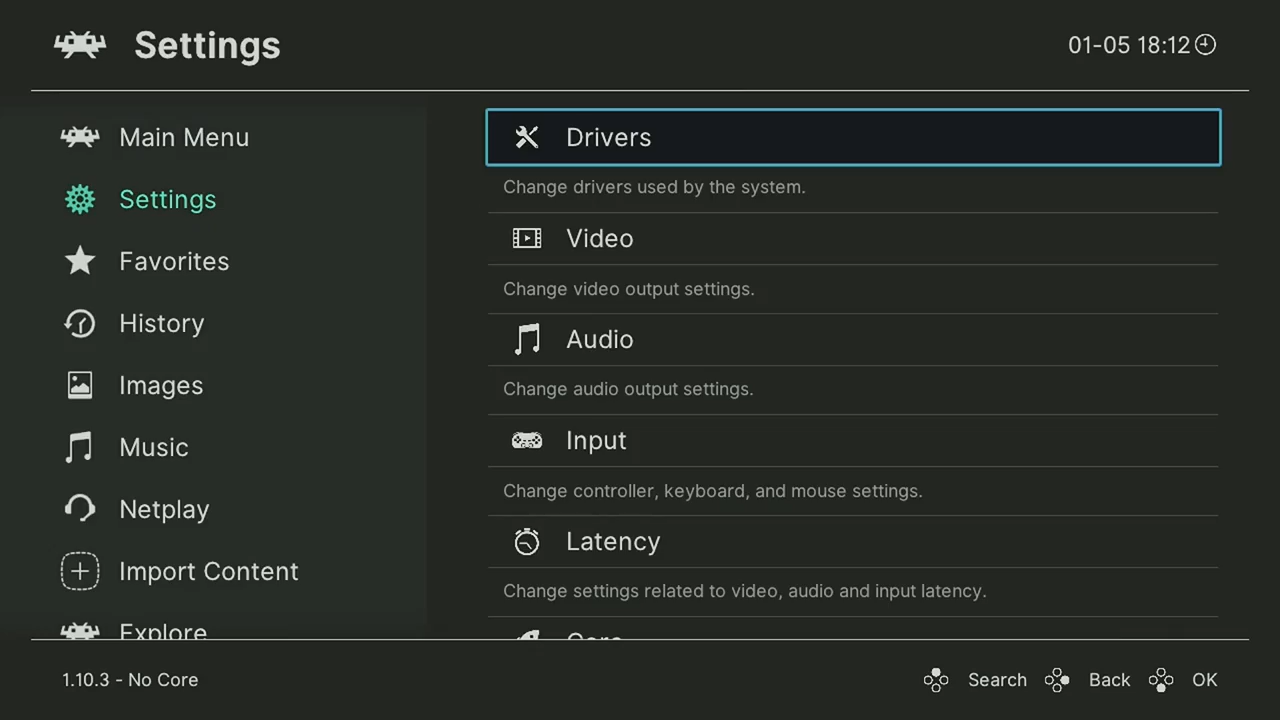 Settings
01-05 18:12
Main Menu
Settings
Favorites
History
Images
Music
Netplay
Import Content
Explore
Drivers
Change drivers used by the system.
Video
Change video output settings.
Audio
Change audio output settings.
Input
Change controller, keyboard, and mouse settings.
Latency
Change settings related to video, audio and input latency.
Core
1.10.3 - No Core
Search
Back
OK